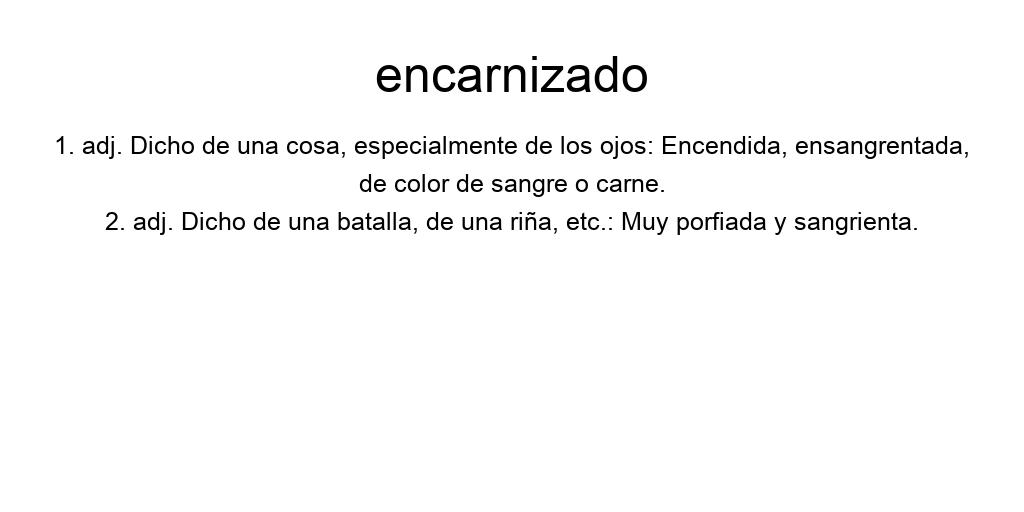 encarnizado
1. adj. Dicho de una cosa, especialmente de los ojos: Encendida, ensangrentada,
de color de sangre o carne.
2. adj. Dicho de una batalla, de una riña, etc.: Muy porfiada y sangrienta.